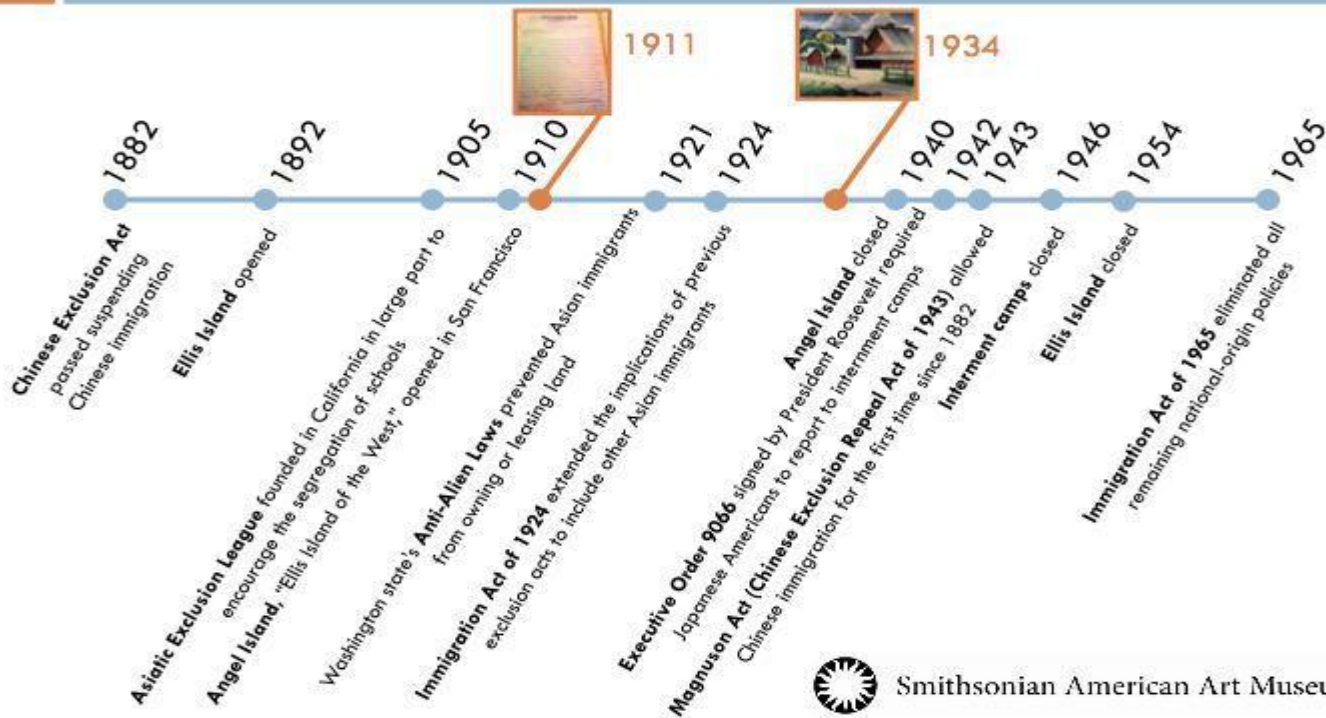 1911
1934
1882
1892
1905
1910
1921
1924
1940
1942
1943
1946
1954
1965
Chinese Exclusion Act
passed suspending
Chinese immigration
Ellis Island opened
Asiatic Exclusion League founded in California in large part to
encourage the segregation of schools
Angel Island, "Ellis Island of the West," opened in San Francisco
Washington state's Anti-Alien Laws prevented Asian immigrants
from owning or leasing land
Immigration Act of 1924 extended the implications of previous
exclusion acts to include other Asian immigrants
Angel Island closed
Executive Order 9066 signed by President Roosevelt required
Japanese Americans to report to internment camps
Magnuson Act (Chinese Exclusion Repeal Act of 1943) allowed
Chinese immigration for the first time since 1882
Interment camps closed
Ellis Island closed
Immigration Act of 1965 eliminated all
remaining national-origin policies
Smithsonian American Art Museu